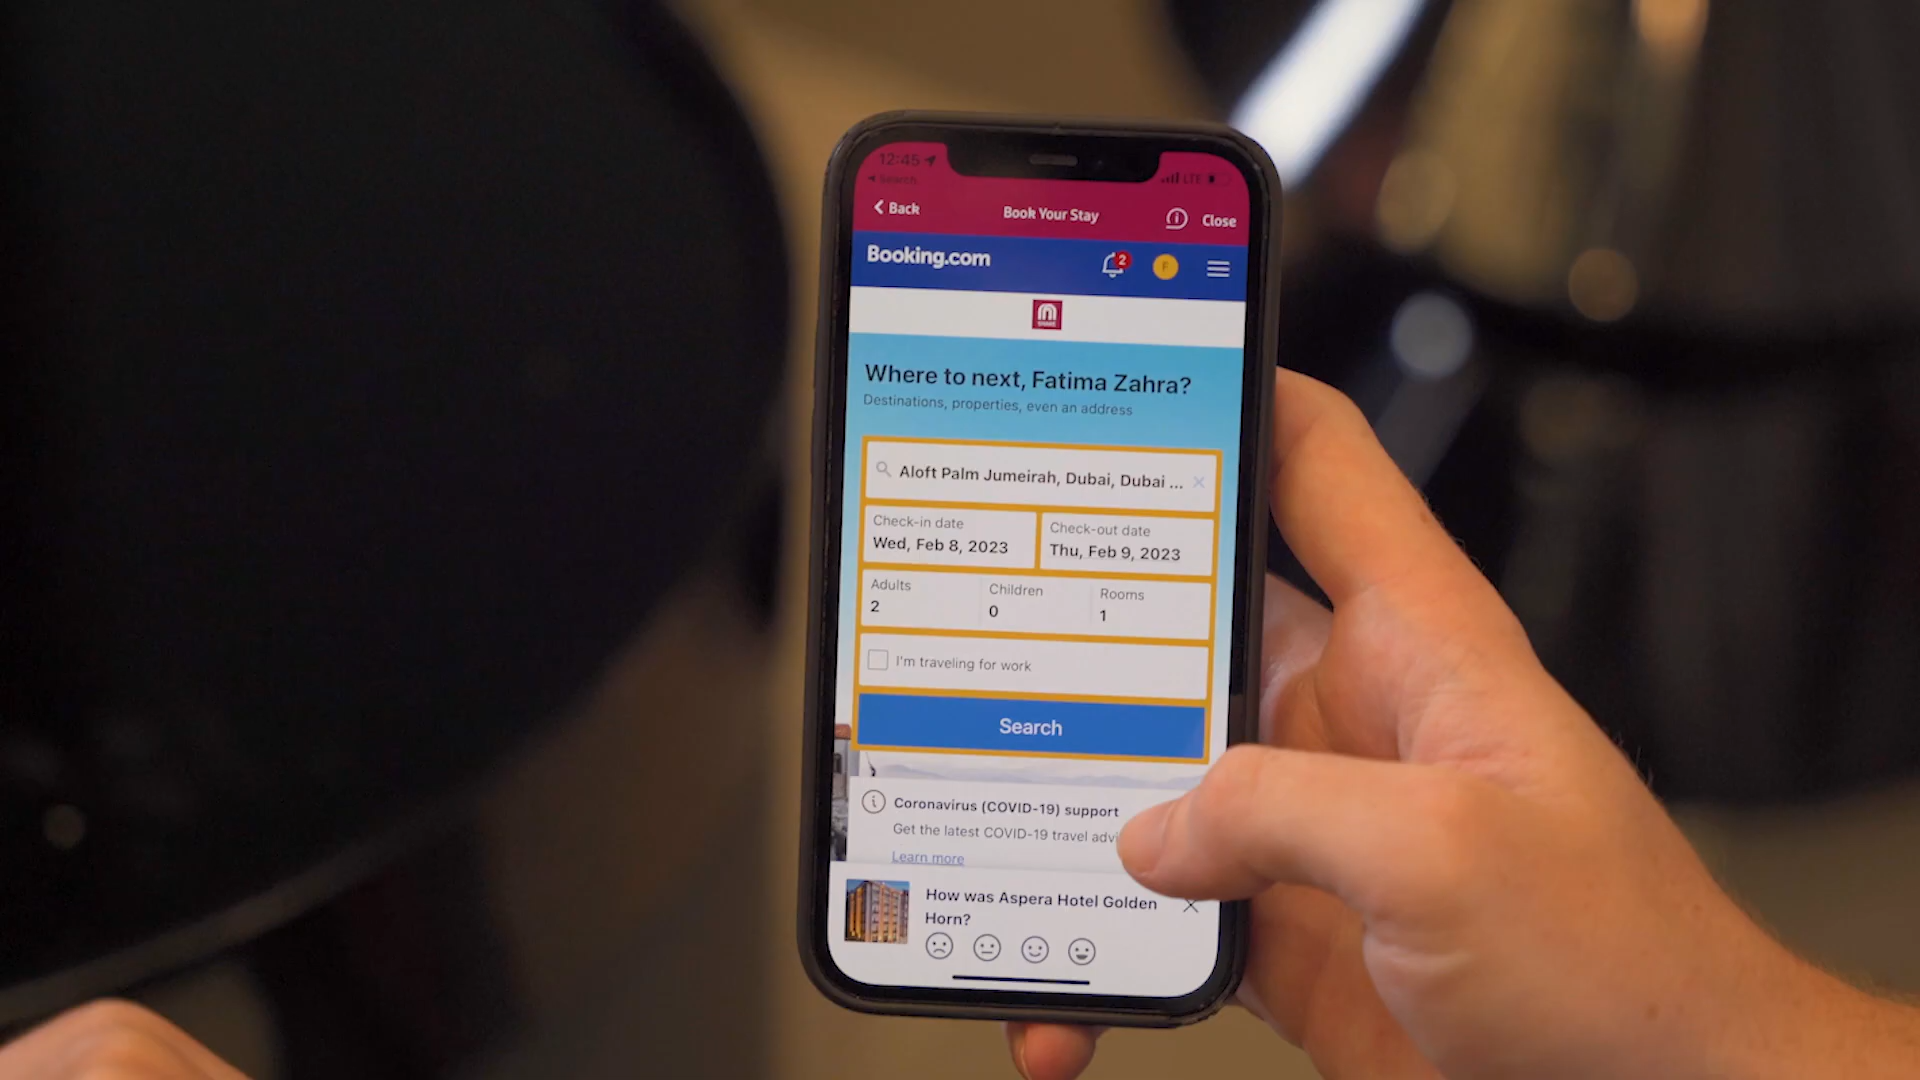 12:45
Search
LTE
Back
Book Your Stay
Close
Booking.com
2
F
SHARE
Where to next, Fatima Zahra?
Destinations, properties, even an address
Aloft Palm Jumeirah, Dubai, Dubai ...
Check-in date
Wed, Feb 8, 2023
Check-out date
Thu, Feb 9, 2023
Adults
2
Children
0
Rooms
1
I'm traveling for work
Search
Coronavirus (COVID-19) support
Get the latest COVID-19 travel advi
Learn more
How was Aspera Hotel Golden
Horn?